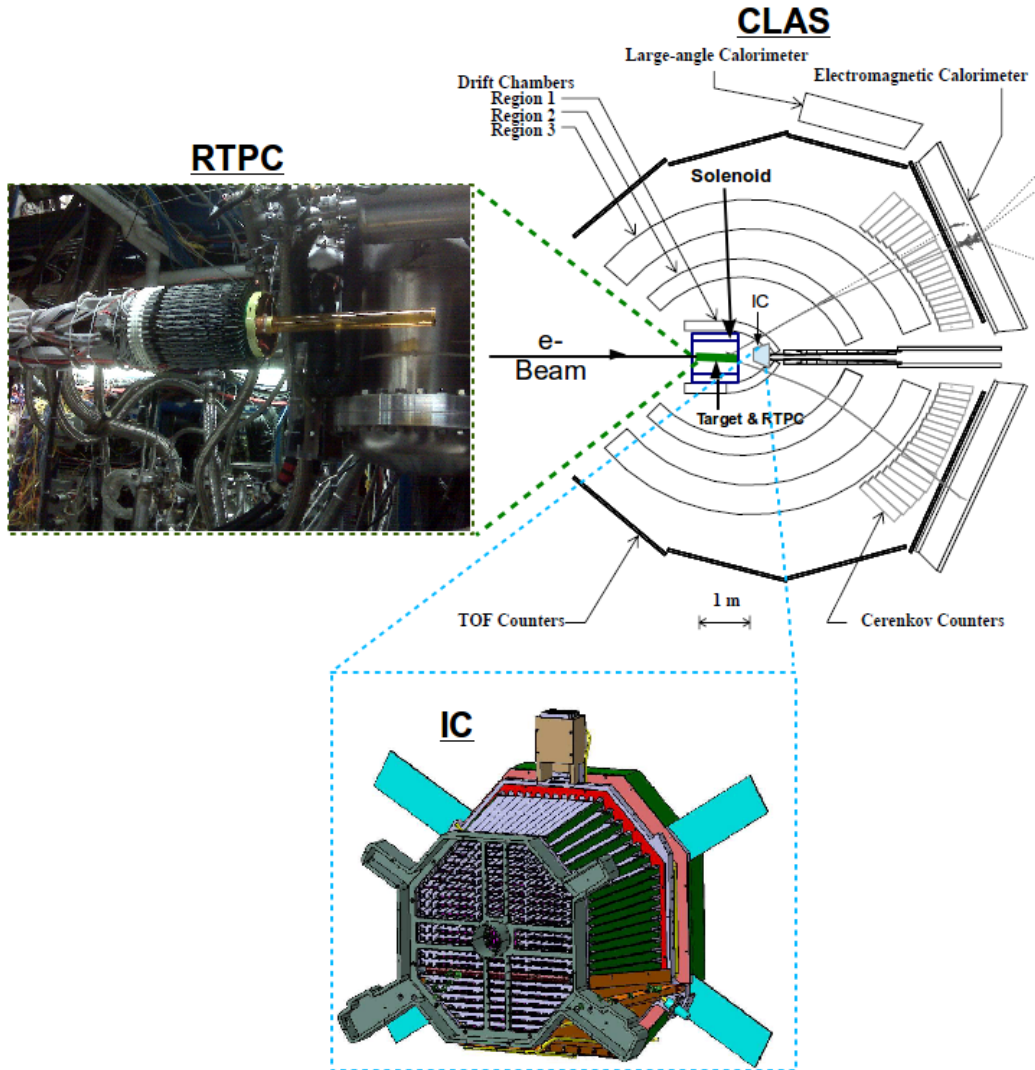 CLAS
Large-angle Calorimeter
Electromagnetic Calorimeter
Drift Chambers
Region 1
Region 2
Region 3
RTPC
Solenoid
IC
e-
Beam
Target & RTPC
1 m
TOF Counters
Cerenkov Counters
IC